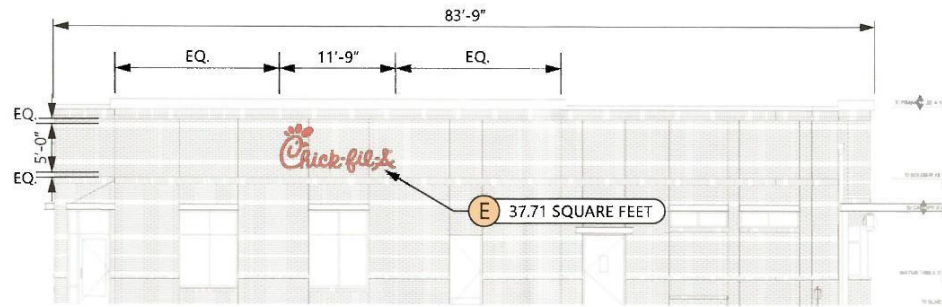 83'-9"
EQ.
11'-9"
EQ.
EQ.
5'-0"
EQ.
Chick-fil-A
E
37.71 SQUARE FEET